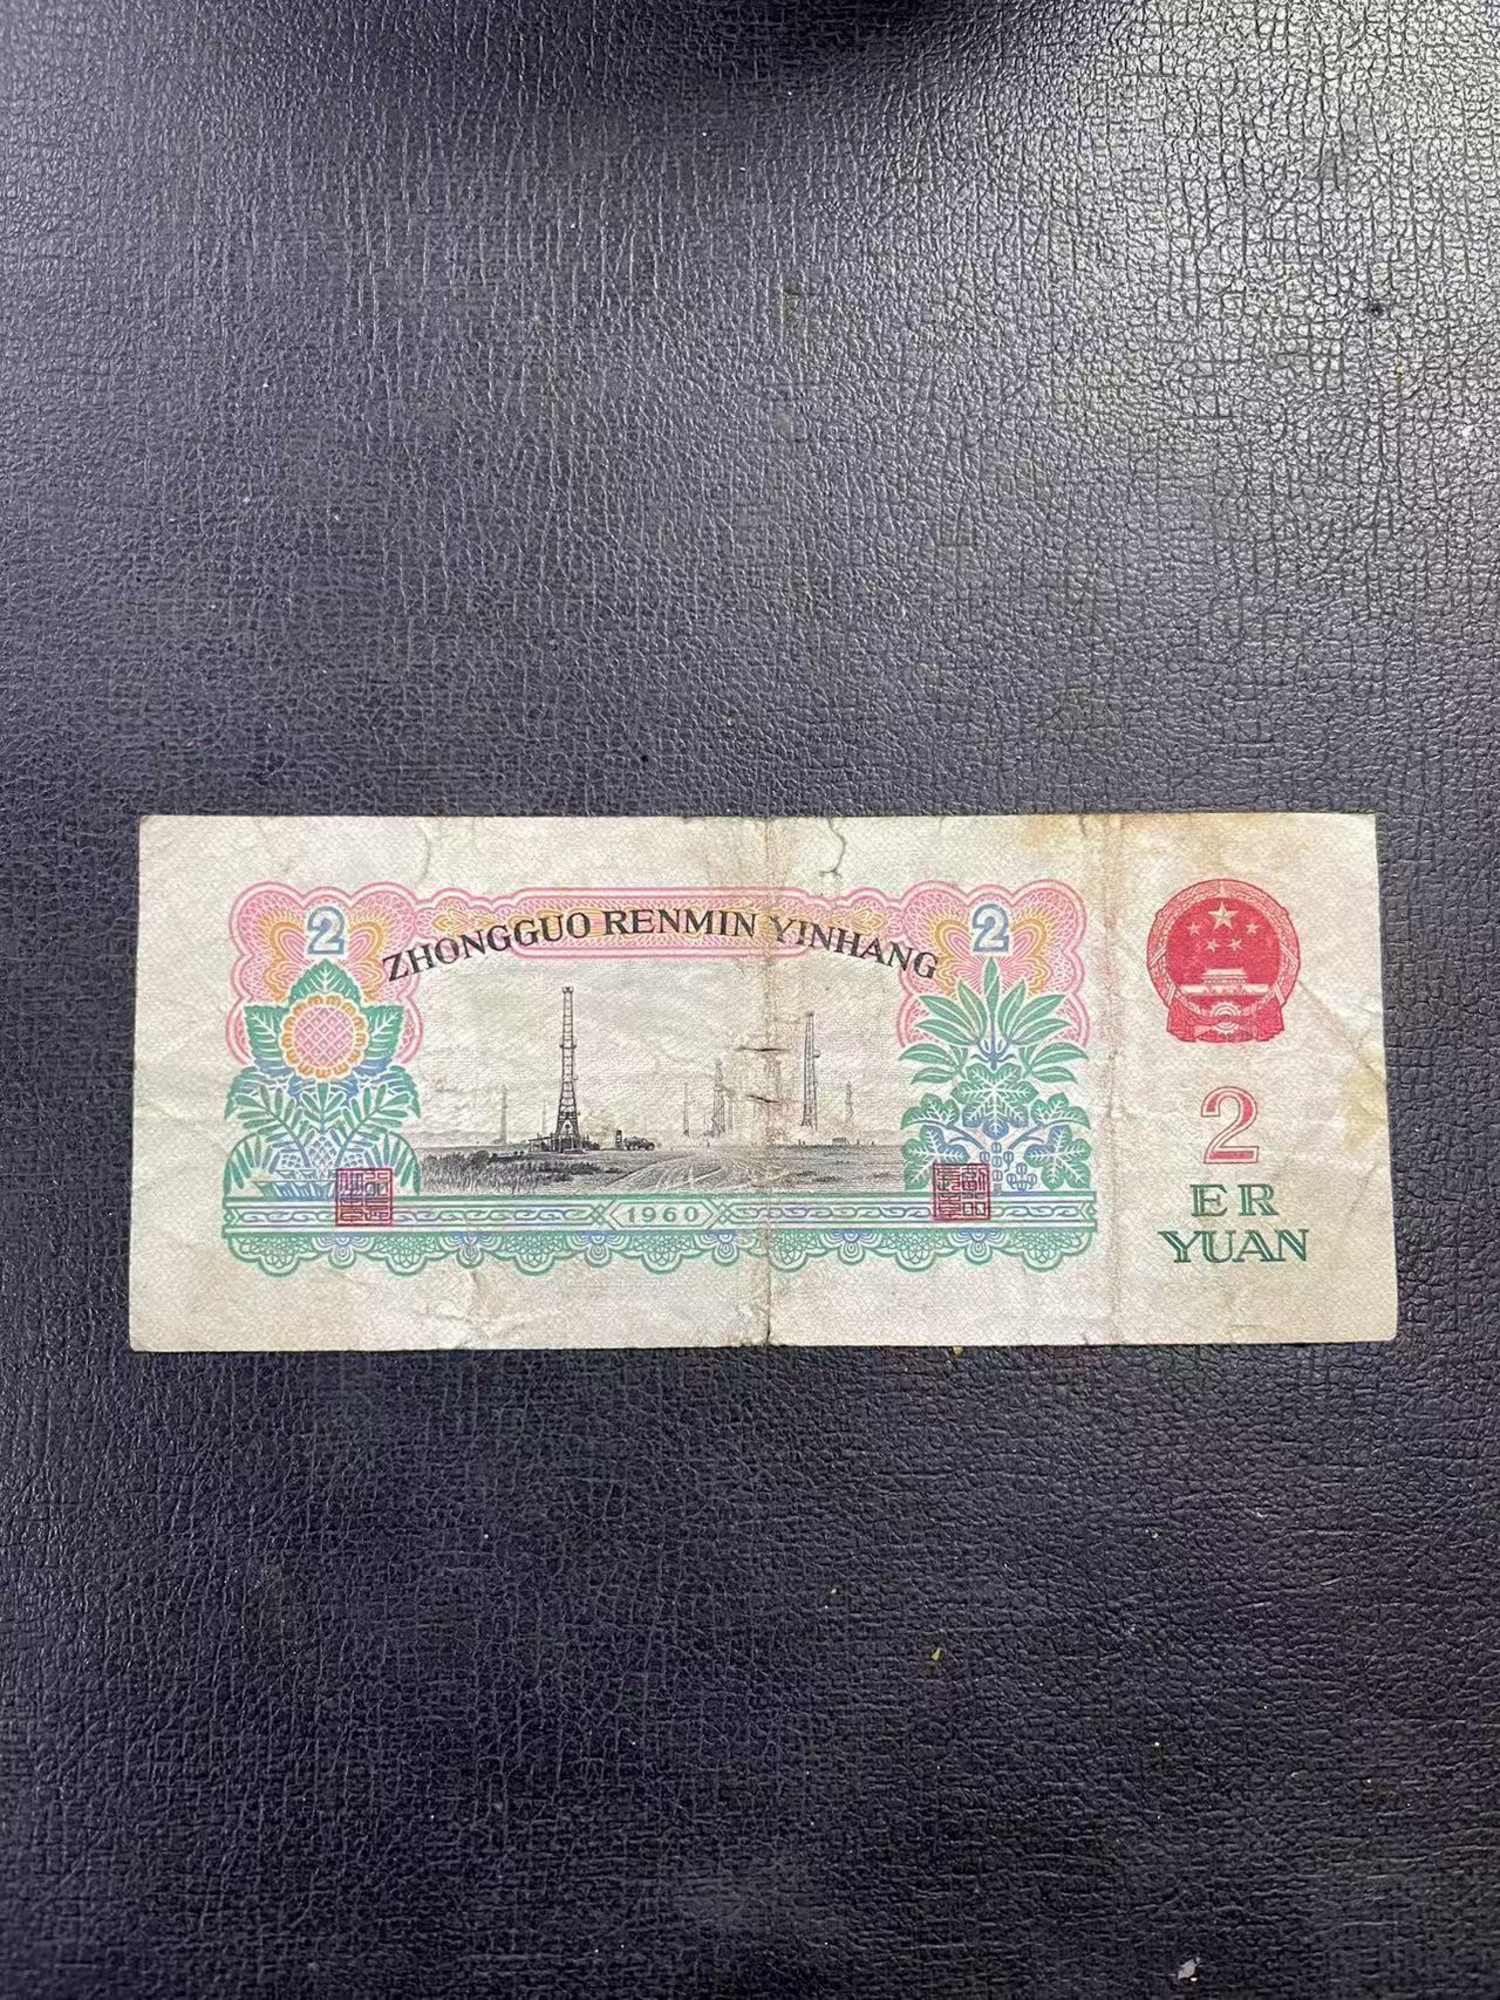 2
2
ZHONGGUO RENMIN YINHANG
1960
2
ER
YUAN